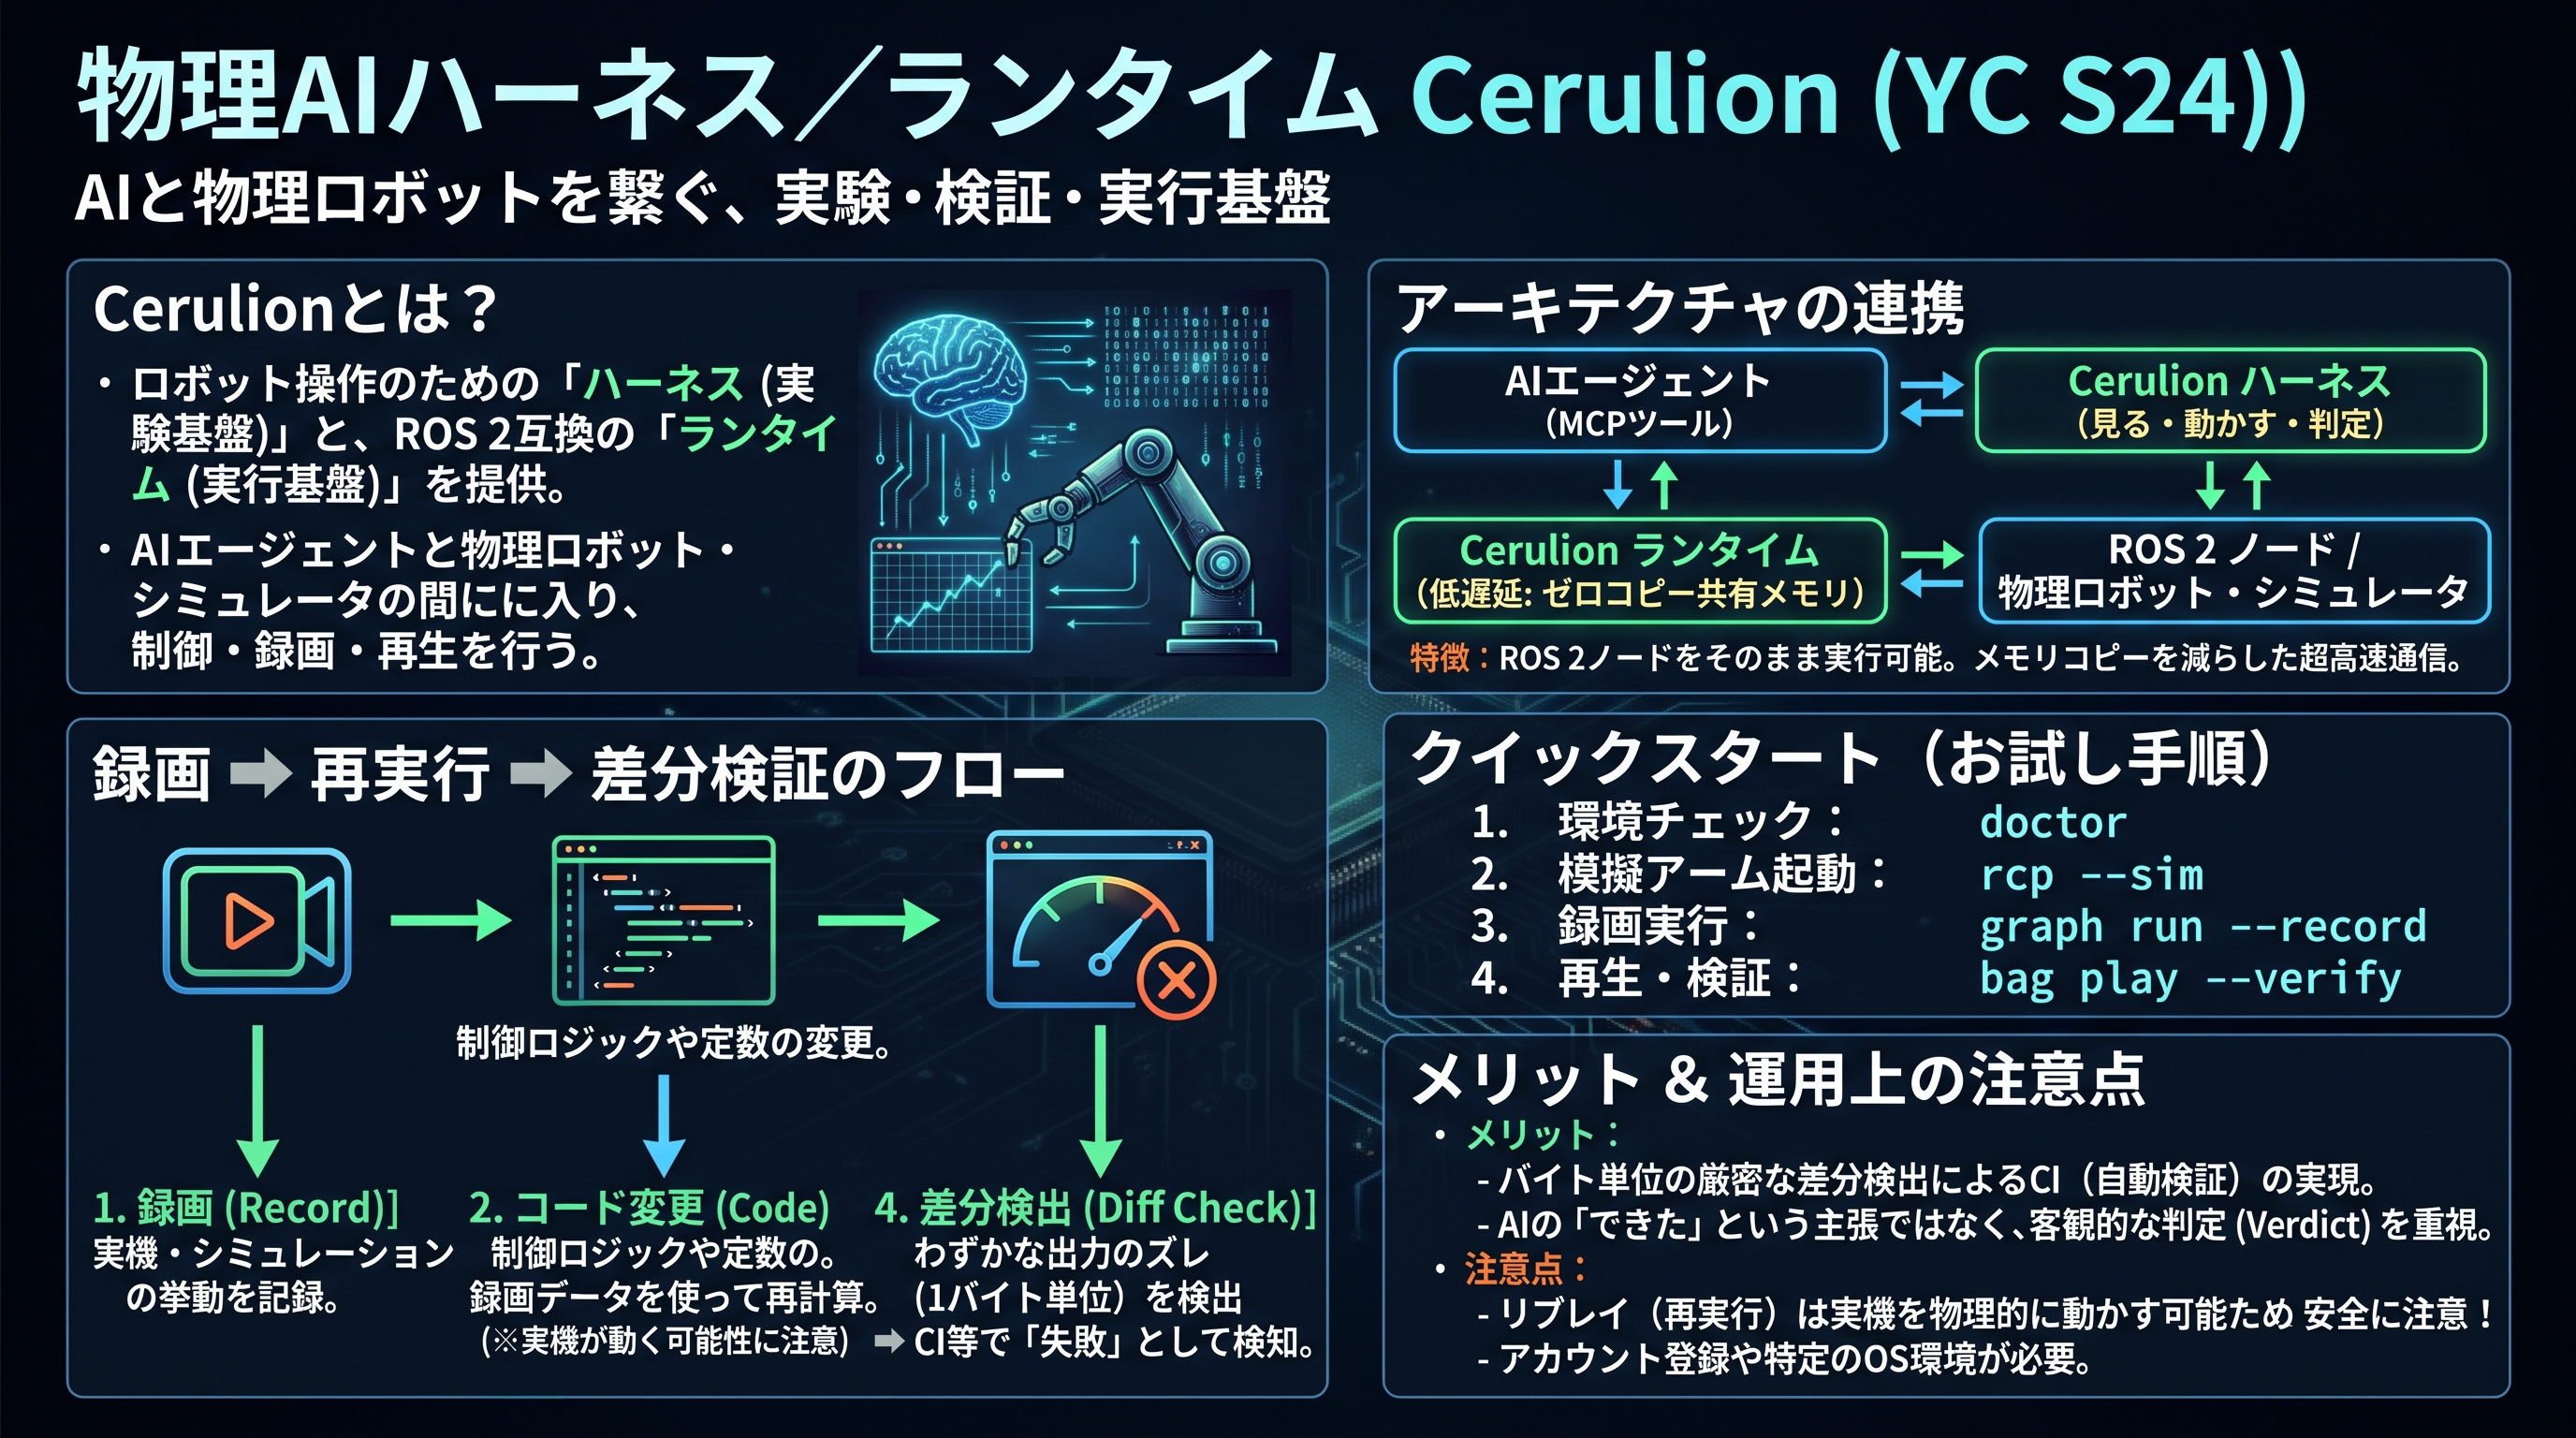 物理AIハーネス／ランタイム Cerulion (YC S24))
AIと物理ロボットを繋ぐ、実験・検証・実行基盤
Cerulionとは？
・ロボット操作のための「ハーネス (実
験基盤)」と、ROS 2互換の「ランタイ
ム (実行基盤)」を提供。
・AIエージェントと物理ロボット・
シミュレータの間にに入り、
制御・録画・再生を行う。
アーキテクチャの連携
AIエージェント
（MCPツール）
Cerulion ハーネス
（見る・動かす・判定）
Cerulion ランタイム
（低遅延: ゼロコピー共有メモリ）
ROS 2 ノード /
物理ロボット・シミュレータ
特徴：ROS 2ノードをそのまま実行可能。メモリコピーを減らした超高速通信。
録画 ➡ 再実行 ➡ 差分検証のフロー
制御ロジックや定数の変更。
1. 録画 (Record)]
実機・シミュレーション
の挙動を記録。
2. コード変更 (Code)
制御ロジックや定数の。
録画データを使って再計算。
(※実機が動く可能性に注意)
4. 差分検出 (Diff Check)]
わずかな出力のズレ
(1バイト単位）を検出
➡ CI等で「失敗」として検知。
クイックスタート（お試し手順）
1. 環境チェック： doctor
2. 模擬アーム起動： rcp --sim
3. 録画実行： graph run --record
4. 再生・検証： bag play --verify
メリット & 運用上の注意点
・メリット：
- バイト単位の厳密な差分検出によるCI（自動検証）の実現。
- AIの「できた」という主張ではなく、客観的な判定 (Verdict) を重視。
・注意点：
- リプレイ（再実行）は実機を物理的に動かす可能ため 安全に注意！
- アカウント登録や特定のOS環境が必要。